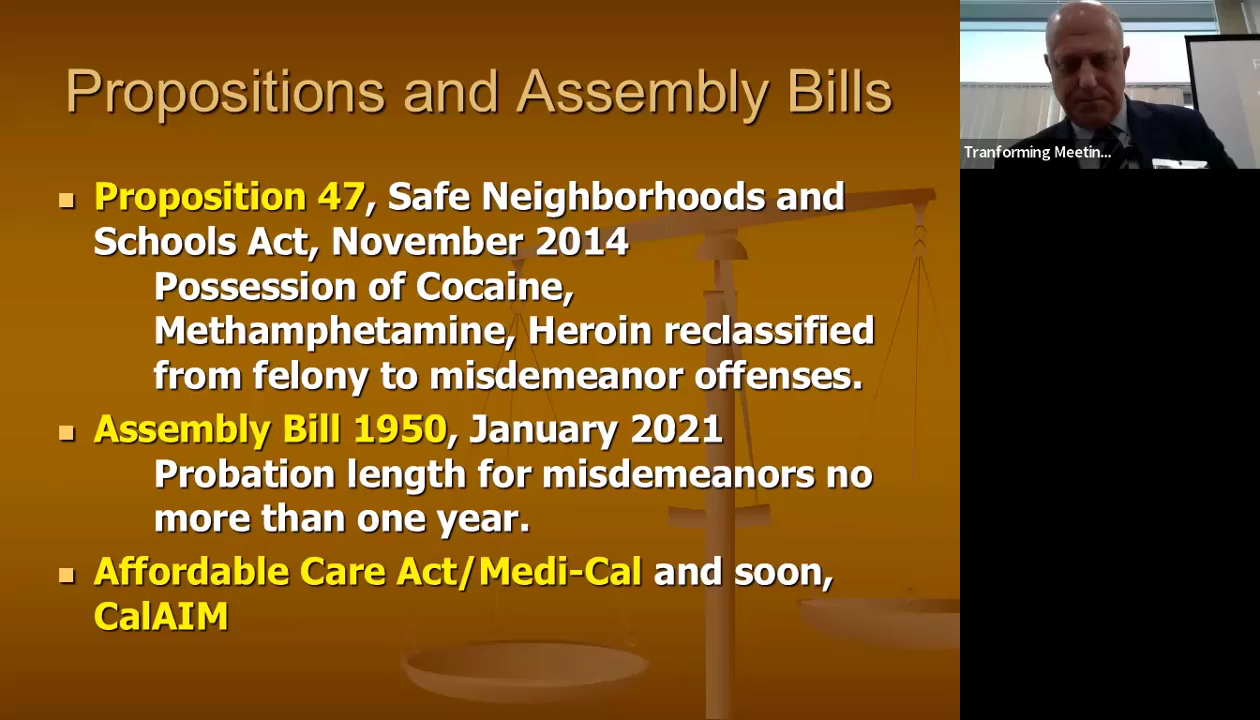 Propositions and Assembly Bills
Proposition 47, Safe Neighborhoods and
Schools Act, November 2014
Possession of Cocaine,
Methamphetamine, Heroin reclassified
from felony to misdemeanor offenses.
Assembly Bill 1950, January 2021
Probation length for misdemeanors no
more than one year.
Affordable Care Act/Medi-Cal and soon,
CalAIM
Tranforming Meetin...